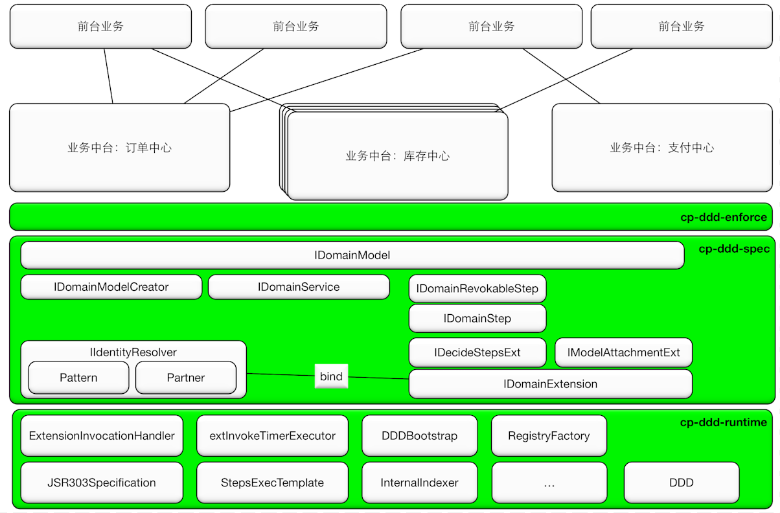 前台业务
前台业务
前台业务
前台业务
业务中台：订单中心
业务中台：库存中心
业务中台：支付中心
cp-ddd-enforce
cp-ddd-spec
IDomainModel
IDomainModelCreator
IDomainService
IDomainRevokableStep
IDomainStep
IIdentityResolver
Pattern
Partner
bind
IDecideStepsExt
IModelAttachmentExt
IDomainExtension
cp-ddd-runtime
ExtensionInvocationHandler
extInvokeTimerExecutor
DDDBootstrap
RegistryFactory
JSR303Specification
StepsExecTemplate
InternalIndexer
...
DDD